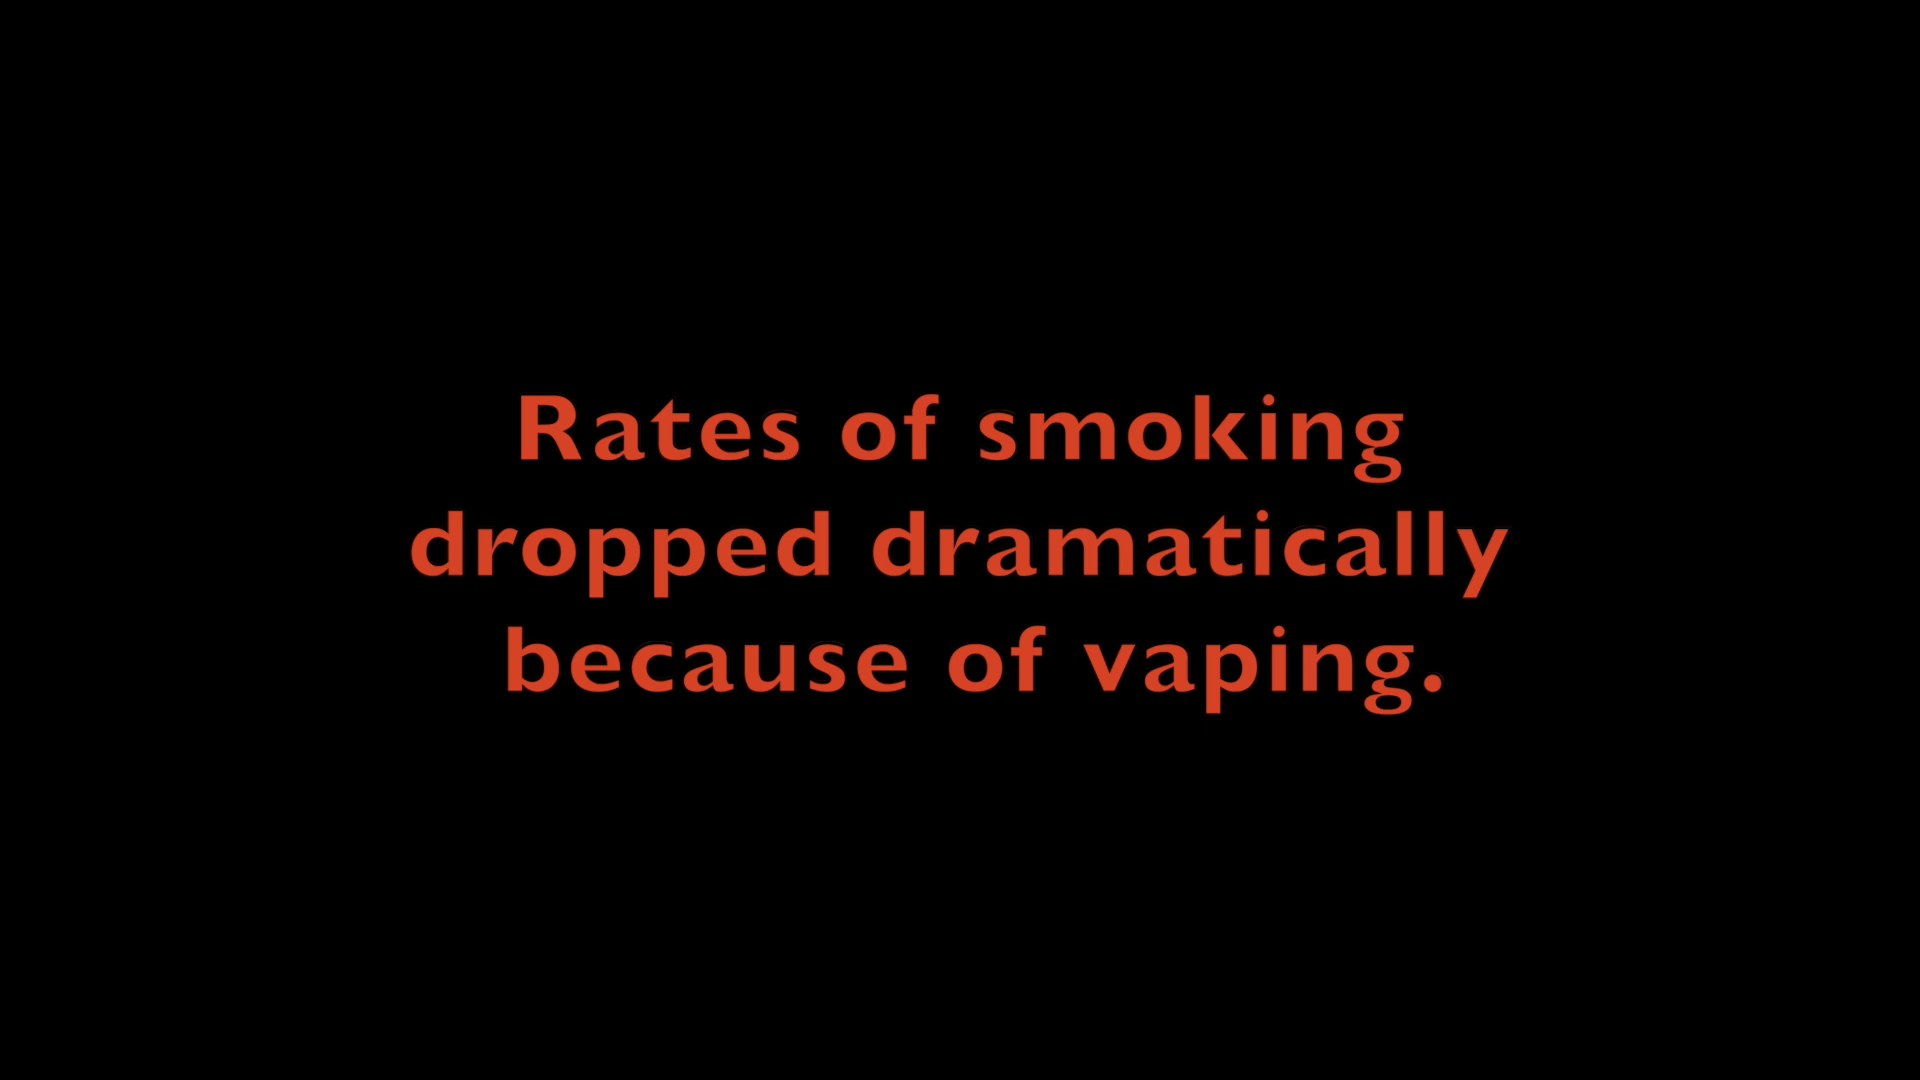 Rates of smoking
dropped dramatically
because of vaping.